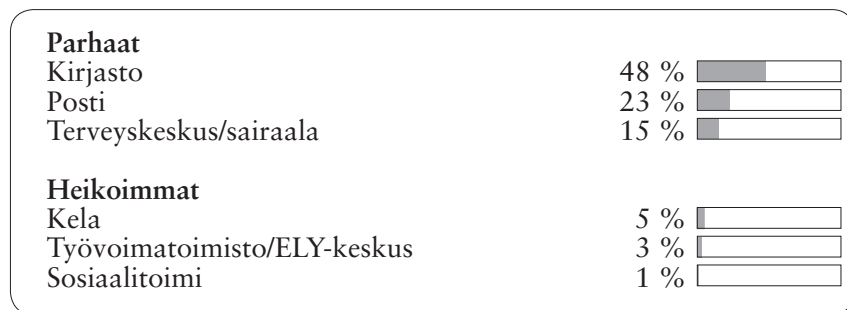 Parhaat
Kirjasto 48 %
Posti 23 %
Terveyskeskus/sairaala 15 %
Heikoimmat
Kela 5 %
Työvoimatoimisto/ELY-keskus 3 %
Sosiaalitoimi 1 %